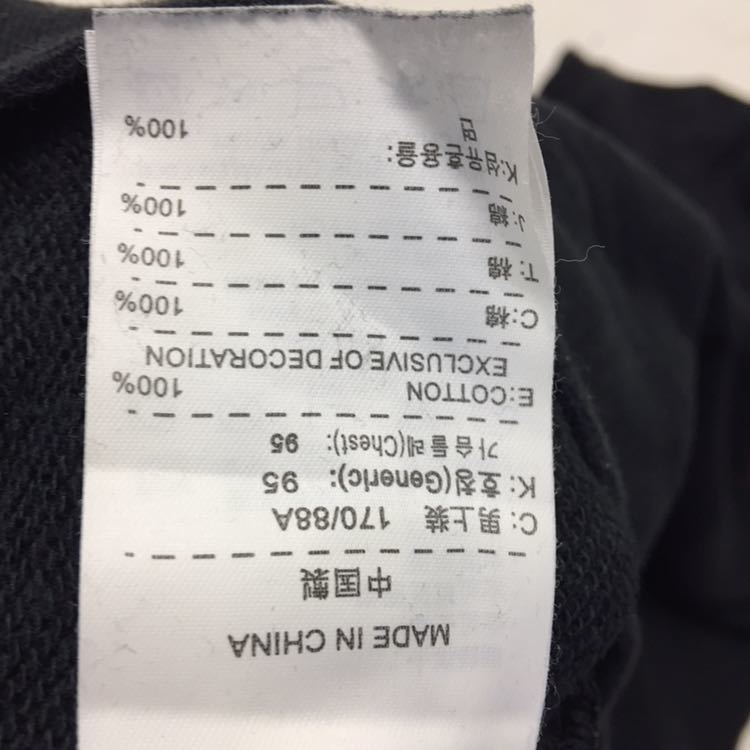 MADE IN CHINA
中国製
C: 男上装 170/88A
K: 호칭(Generic): 95
가슴둘레(Chest): 95
E:COTTON 100%
EXCLUSIVE OF DECORATION
C:棉 100%
T: 棉 100%
J: 綿 100%
K:섬유혼용율:
면 100%